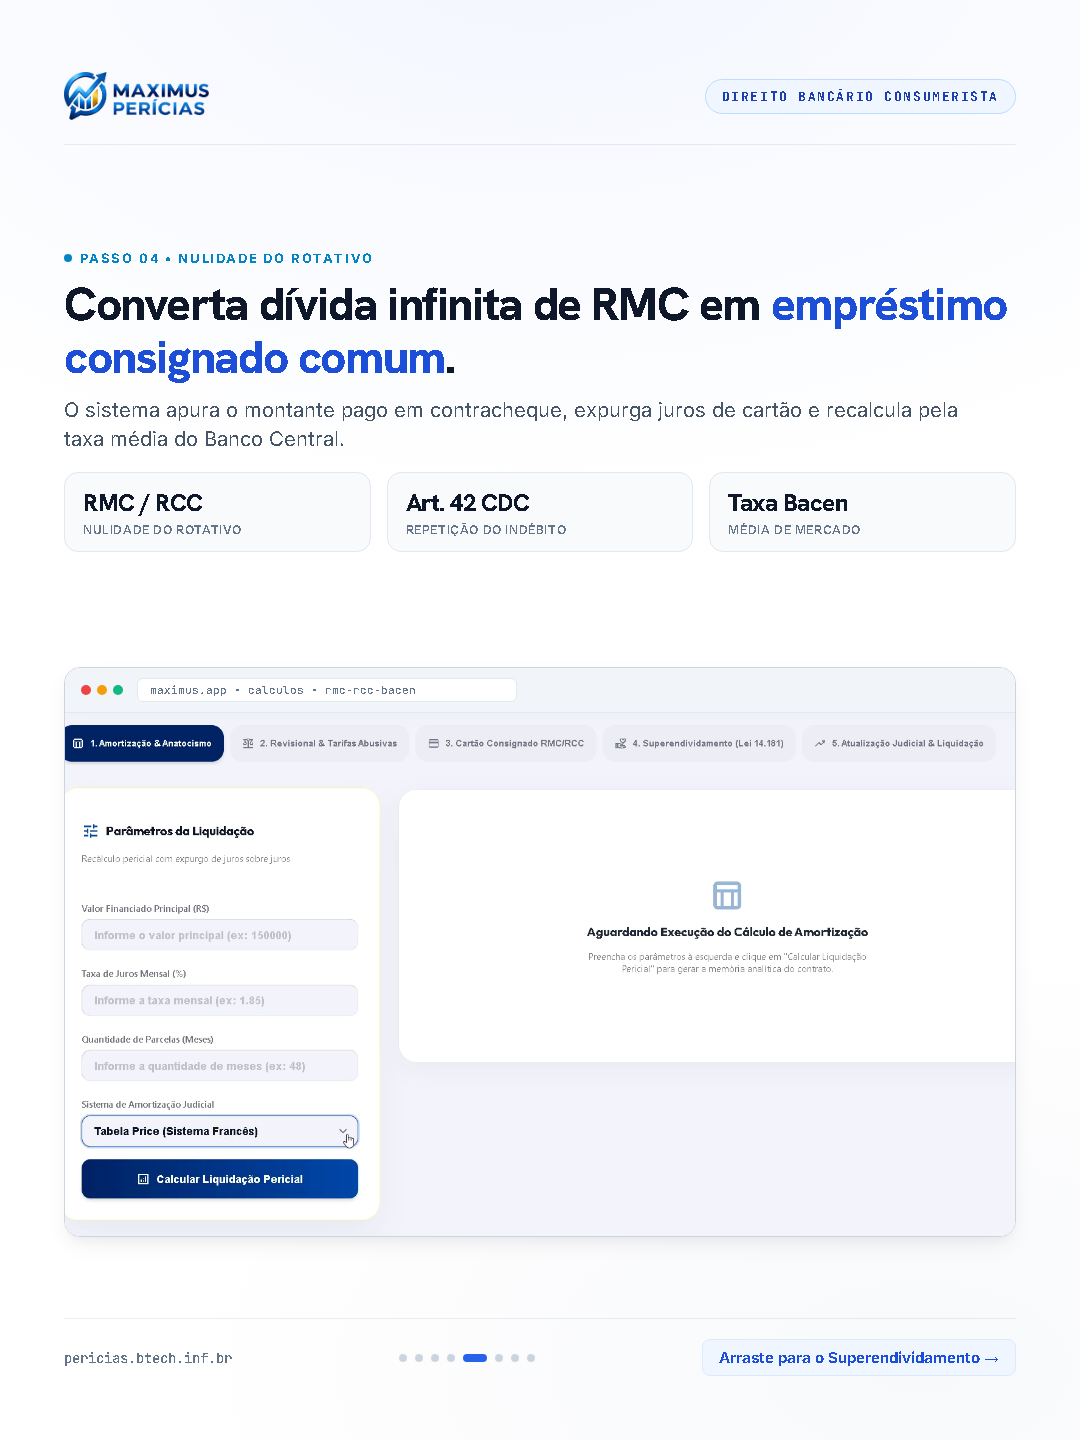 MAXIMUS
PERÍCIAS
DIREITO BANCÁRIO CONSUMERISTA
PASSO 04 • NULIDADE DO ROTATIVO
Converta dívida infinita de RMC em empréstimo
consignado comum.
O sistema apura o montante pago em contracheque, expurga juros de cartão e recalcula pela
taxa média do Banco Central.
RMC / RCC
NULIDADE DO ROTATIVO
Art. 42 CDC
REPETIÇÃO DO INDÉBITO
Taxa Bacen
MÉDIA DE MERCADO
maximus.app • calculos • rmc-rcc-bacen
1. Amortização & Anatocismo
2. Revisional & Tarifas Abusivas
3. Cartão Consignado RMC/RCC
4. Superendividamento (Lei 14.181)
5. Atualização Judicial & Liquidação
Parâmetros da Liquidação
Recálculo pericial com expurgo de juros sobre juros.
Valor Financiado Principal (R$)
Informe o valor principal (ex: 150000)
Taxa de Juros Mensal (%)
Informe a taxa mensal (ex: 1.85)
Quantidade de Parcelas (Meses)
Informe a quantidade de meses (ex: 48)
Sistema de Amortização Judicial
Tabela Price (Sistema Francês)
Calcular Liquidação Pericial
Aguardando Execução do Cálculo de Amortização
Preencha os parâmetros à esquerda e clique em "Calcular Liquidação
Pericial" para gerar a memória analítica do contrato.
pericias.btech.inf.br
Arraste para o Superendividamento →